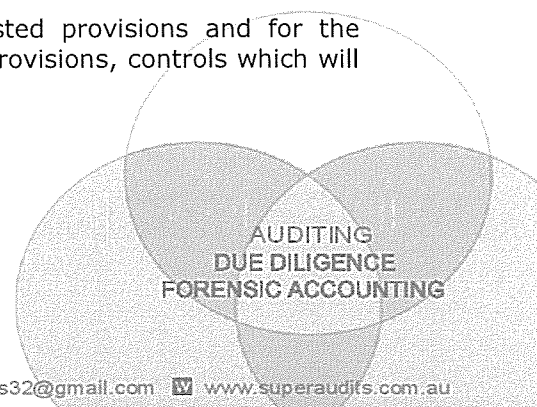 sted provisions and for the
rovisions, controls which will
AUDITING
DUE DILIGENCE
FORENSIC ACCOUNTING
s32@gmail.com W www.superaudits.com.au